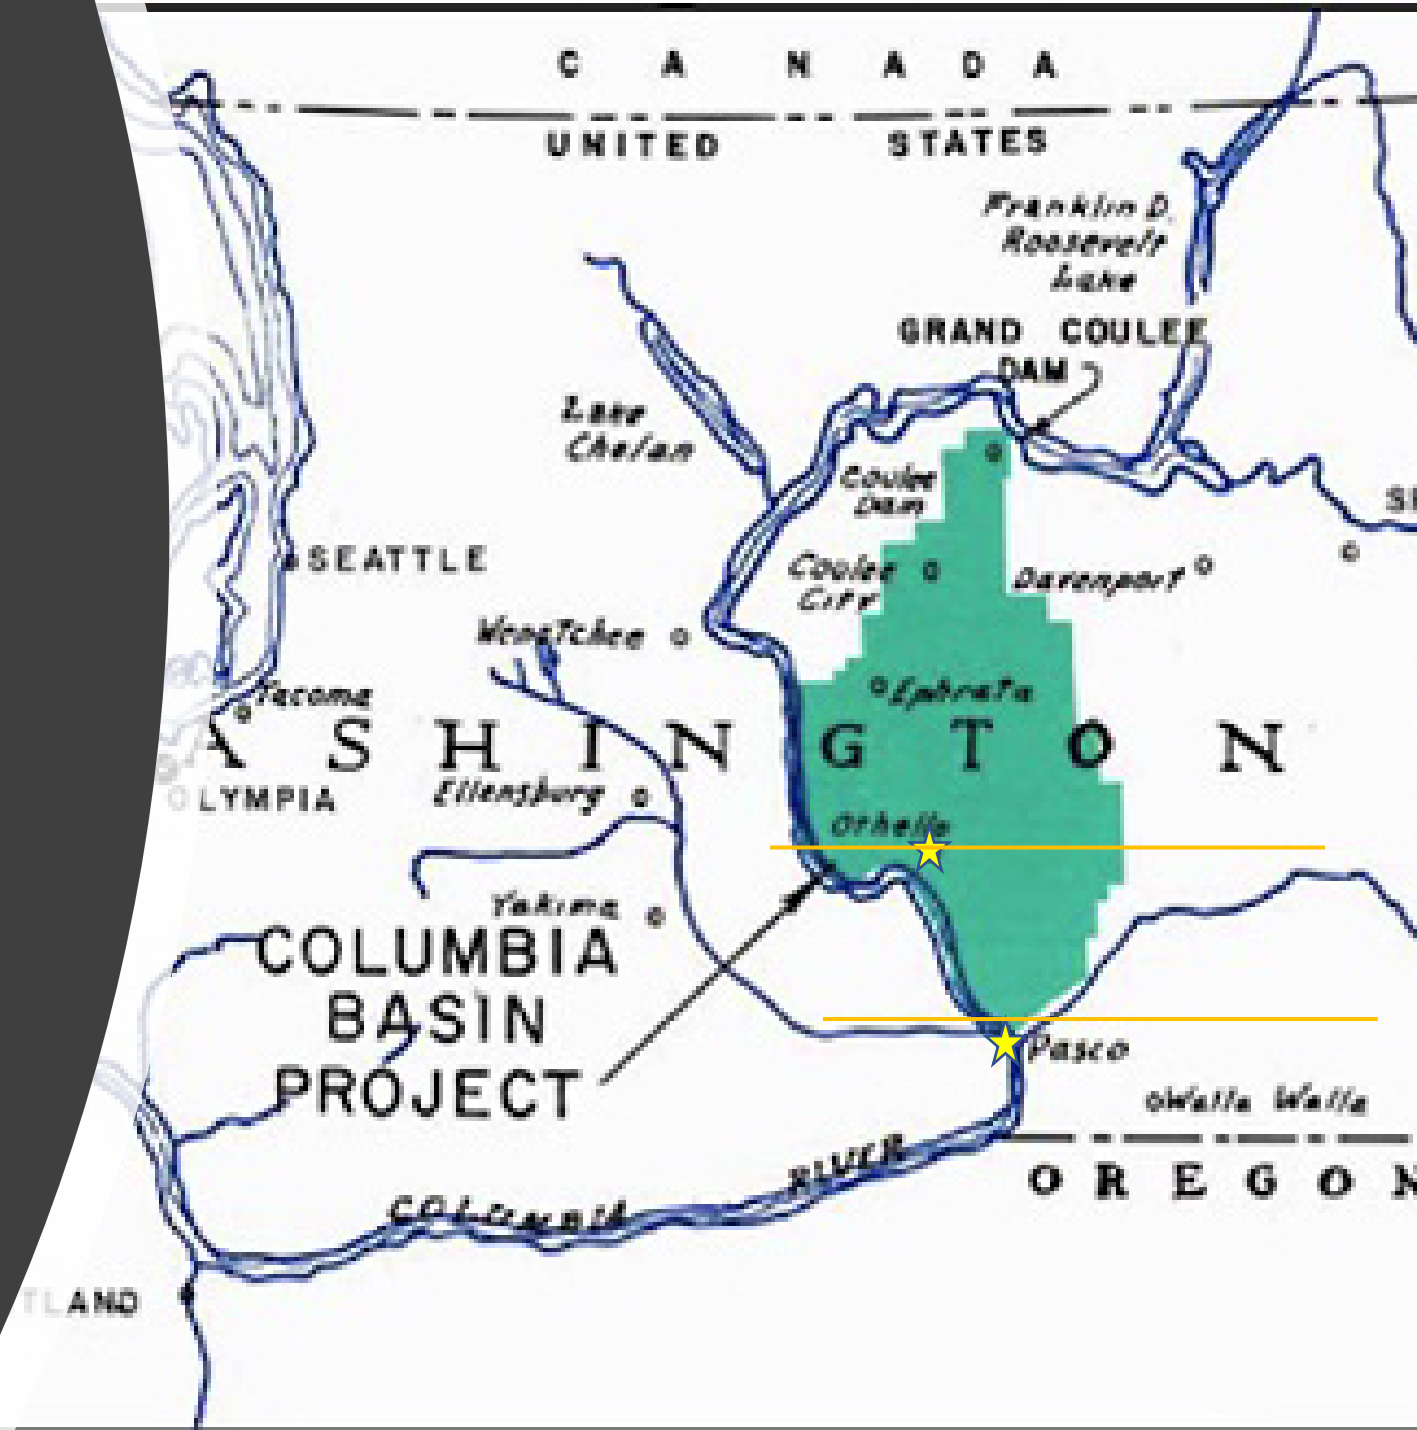 CANADA
UNITED STATES
Franklin D.
Roosevelt
Lake
GRAND COULEE
DAM
Lake
Chelan
Coulee
Dam
SEATTLE
Coulee
City
Davenport
Wenatchee
Tacoma
Ephrata
ASHINGTON
Ellensburg
OLYMPIA
Othello
Yakima
COLUMBIA
BASIN
PROJECT
Pasco
Walla Walla
COLUMBIA RIVER
OREGON
TLAND